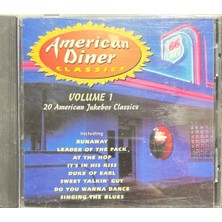 American
Diner
CLASSICS
66
VOLUME 1
20 American Jukebox Classics
including
RUNAWAY
LEADER OF THE PACK
AT THE HOP
IT'S IN HIS KISS
DUKE OF EARL
SWEET TALKIN' GUY
DO YOU WANNA DANCE
SINGING THE BLUES